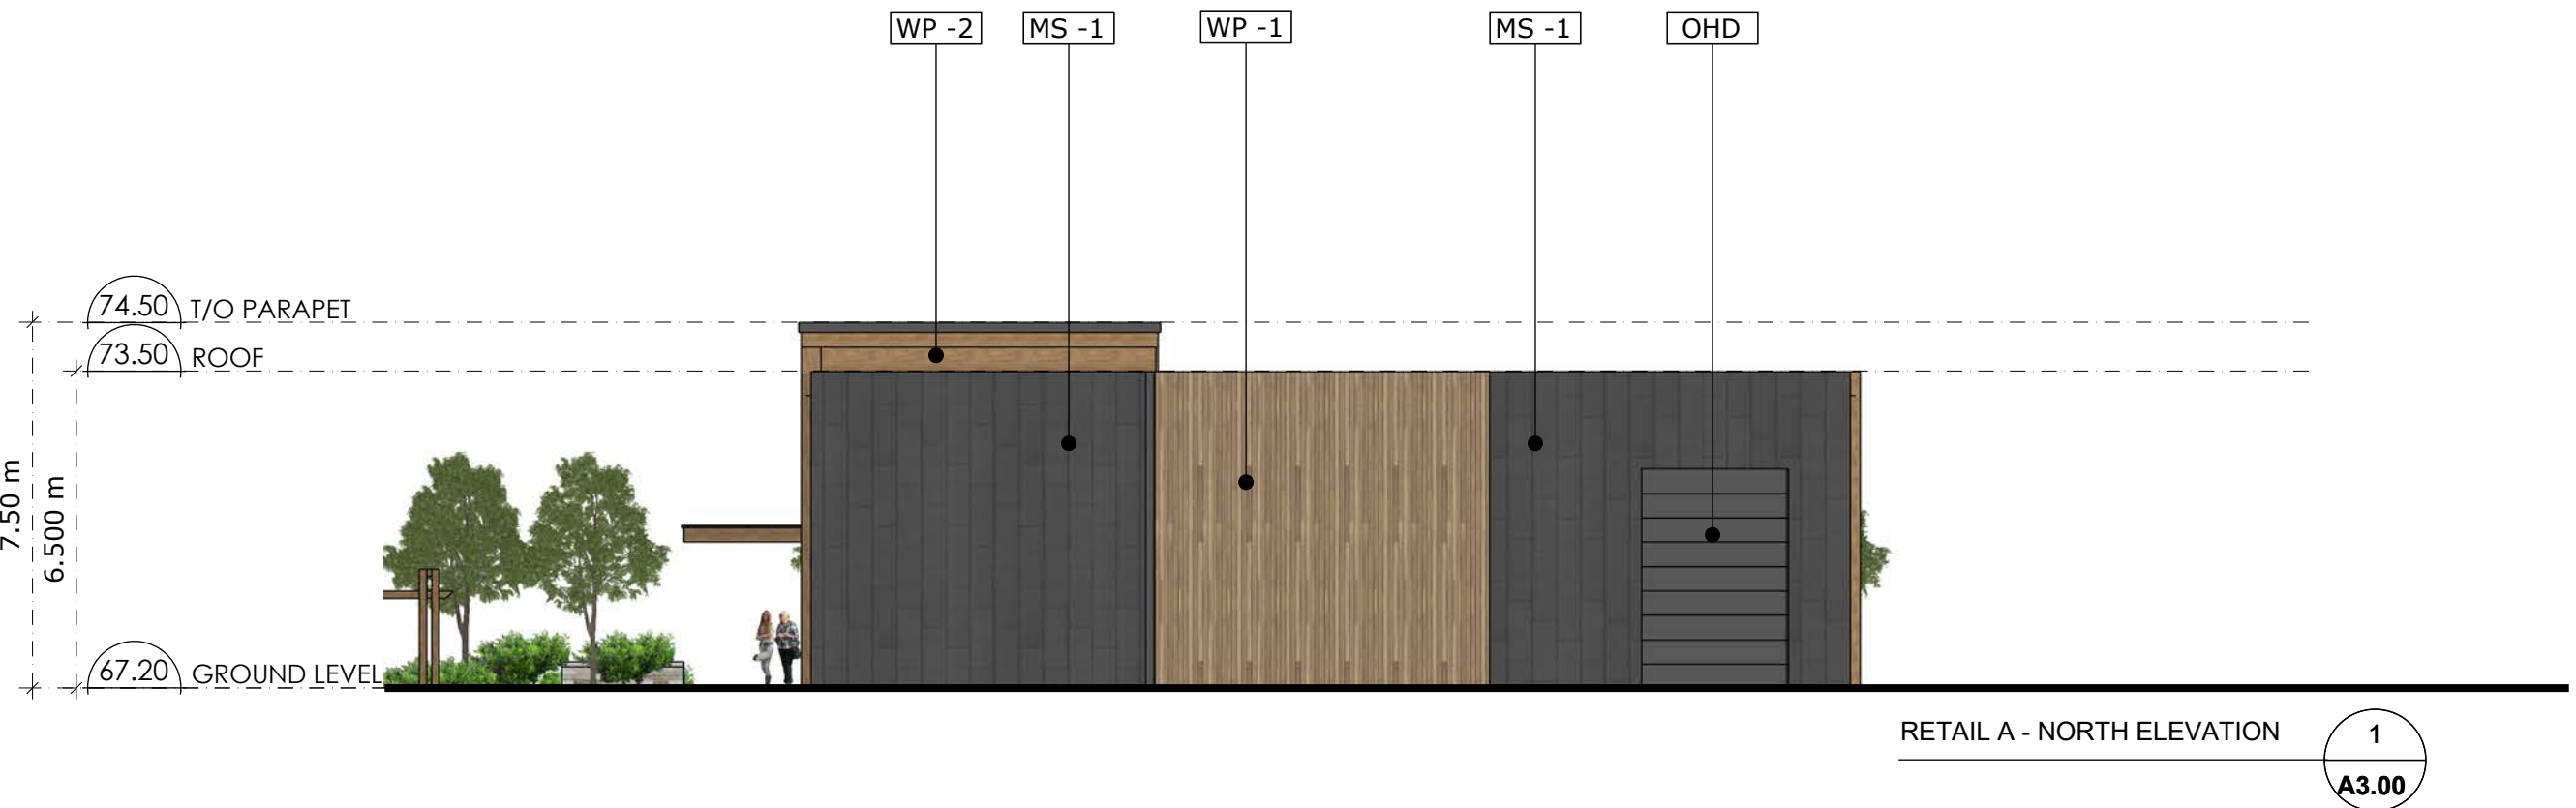 WP -2
MS -1
WP -1
MS -1
OHD
74.50 T/O PARAPET
73.50 ROOF
7.50 m
6.500 m
67.20 GROUND LEVEL
RETAIL A - NORTH ELEVATION
1
A3.00